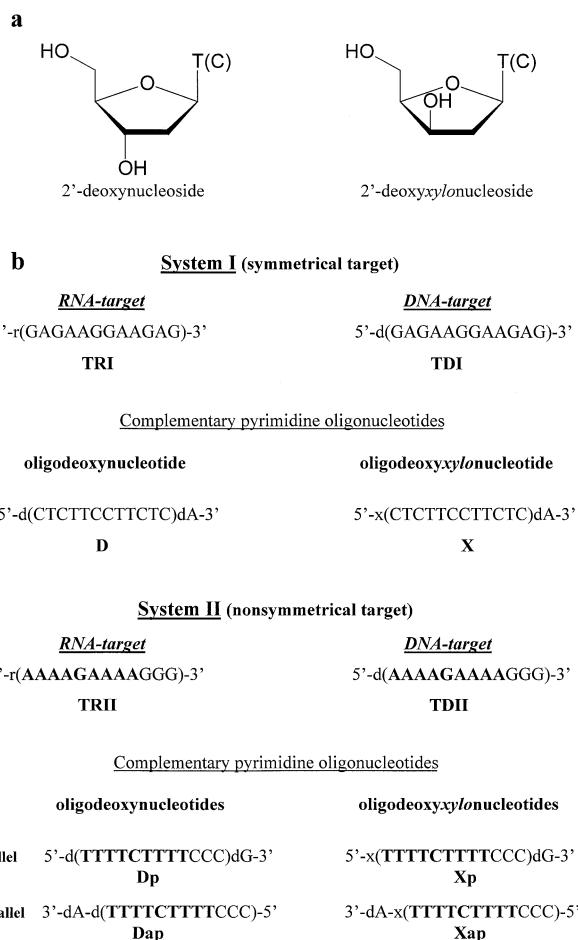 a
HO O T(C) HO O T(C)
OH OH
2'-deoxynucleoside 2'-deoxyxylonucleoside
b System I (symmetrical target)
RNA-target DNA-target
'-r(GAGAAGGAAGAG)-3' 5'-d(GAGAAGGAAGAG)-3'
TRI TDI
Complementary pyrimidine oligonucleotides
oligodeoxynucleotide oligodeoxyxylonucleotide
5'-d(CTCTTCCTTCTC)dA-3' 5'-x(CTCTTCCTTCTC)dA-3'
D X
System II (nonsymmetrical target)
RNA-target DNA-target
'-r(AAAAGAAAAGGG)-3' 5'-d(AAAAGAAAAGGG)-3'
TRII TDII
Complementary pyrimidine oligonucleotides
oligodeoxynucleotides oligodeoxyxylonucleotides
llel 5'-d(TTTTCTTTTCCC)dG-3' 5'-x(TTTTCTTTTCCC)dG-3'
Dp Xp
allel 3'-dA-d(TTTTCTTTTCCC)-5' 3'-dA-x(TTTTCTTTTCCC)-5'
Dap Xap